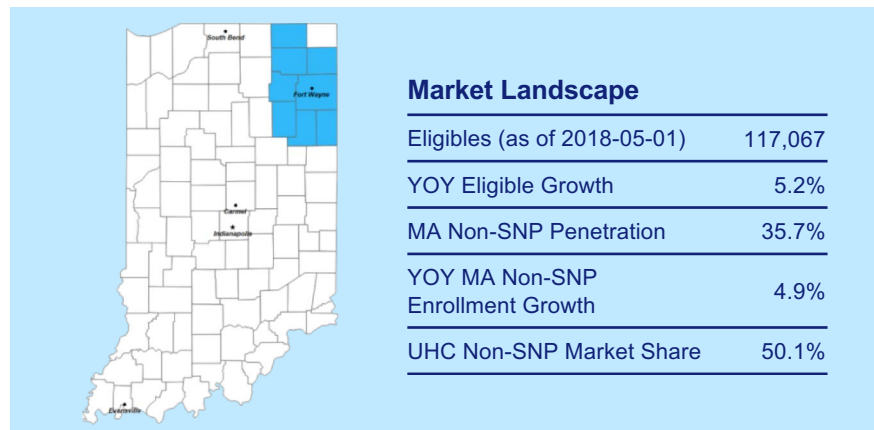 South Bend
Fort Wayne
Carmel
Indianapolis
Evansville
Market Landscape
Eligibles (as of 2018-05-01) 117,067
YOY Eligible Growth 5.2%
MA Non-SNP Penetration 35.7%
YOY MA Non-SNP
Enrollment Growth 4.9%
UHC Non-SNP Market Share 50.1%